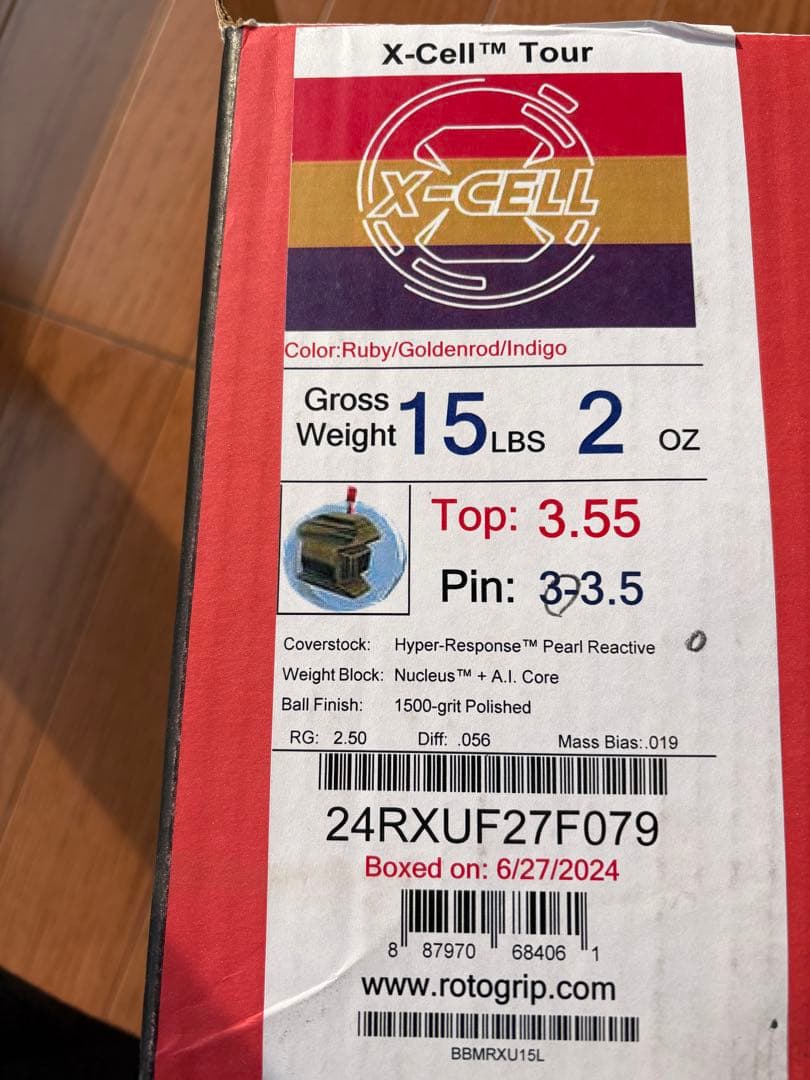 X-Cell™ Tour
X-CELL
Color:Ruby/Goldenrod/Indigo
Gross Weight 15 LBS 2 OZ
Top: 3.55
Pin: 3-3.5
Coverstock: Hyper-Response™ Pearl Reactive
Weight Block: Nucleus™ + A.I. Core
Ball Finish: 1500-grit Polished
RG: 2.50 Diff: .056 Mass Bias:.019
24RXUF27F079
Boxed on: 6/27/2024
8 87970 68406 1
www.rotogrip.com
BBMRXU15L